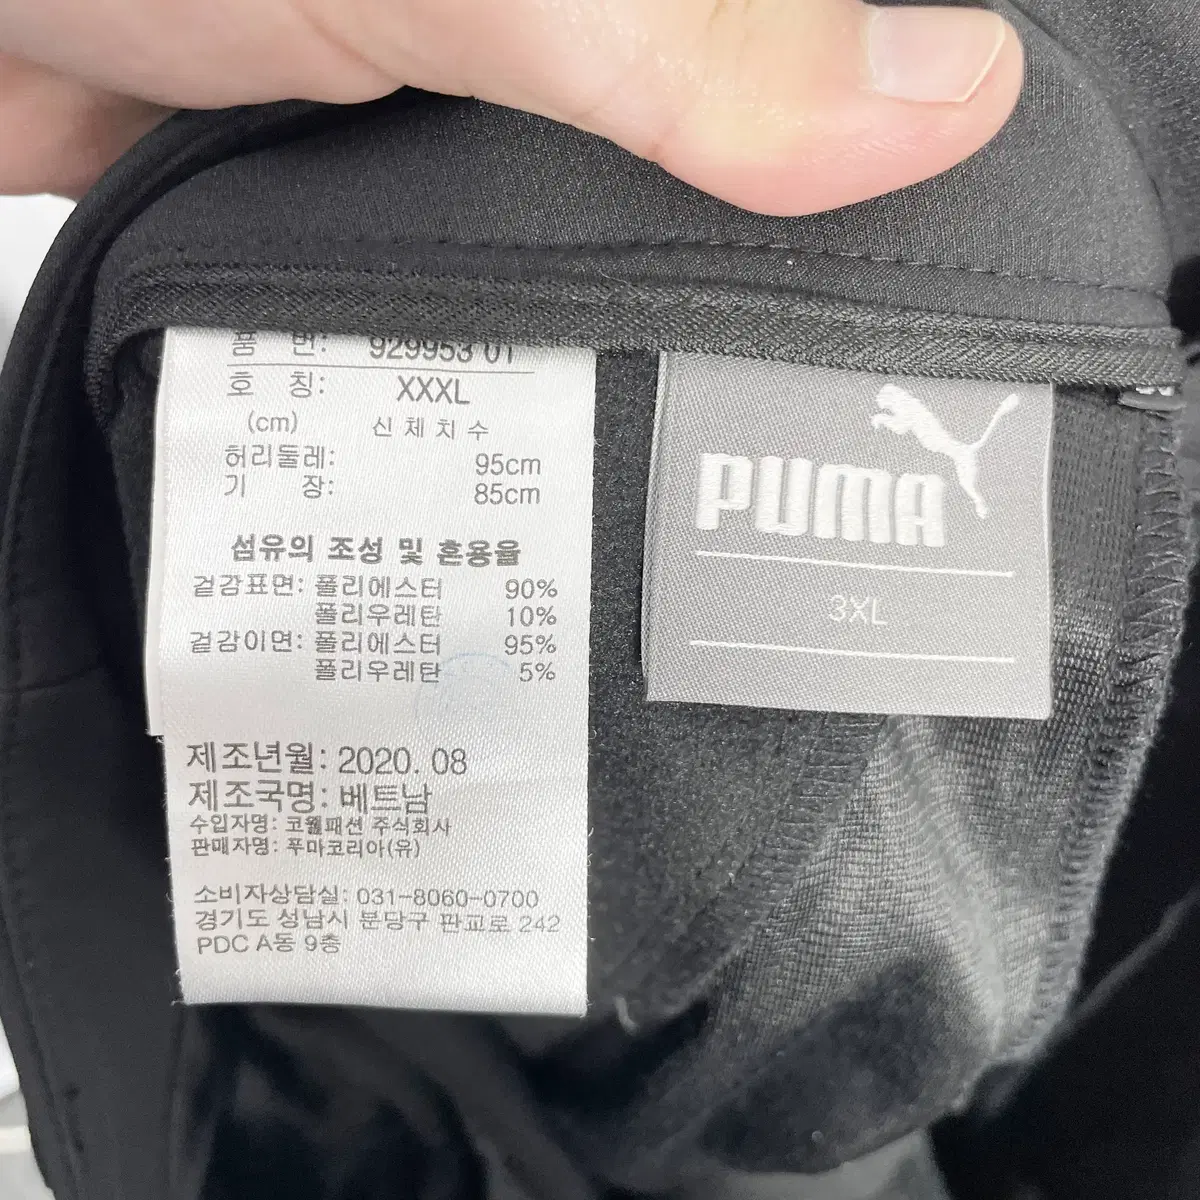 품 번: 929953 01
호 칭: XXXL
(cm) 신체치수
허리둘레: 95cm
기 장: 85cm
섬유의 조성 및 혼용율
겉감표면: 폴리에스터 90%
폴리우레탄 10%
겉감이면: 폴리에스터 95%
폴리우레탄 5%
제조년월: 2020. 08
제조국명: 베트남
수입자명: 코웰패션 주식회사
판매자명: 푸마코리아(유)
소비자상담실: 031-8060-0700
경기도 성남시 분당구 판교로 242
PDC A동 9층
PUMA
3XL